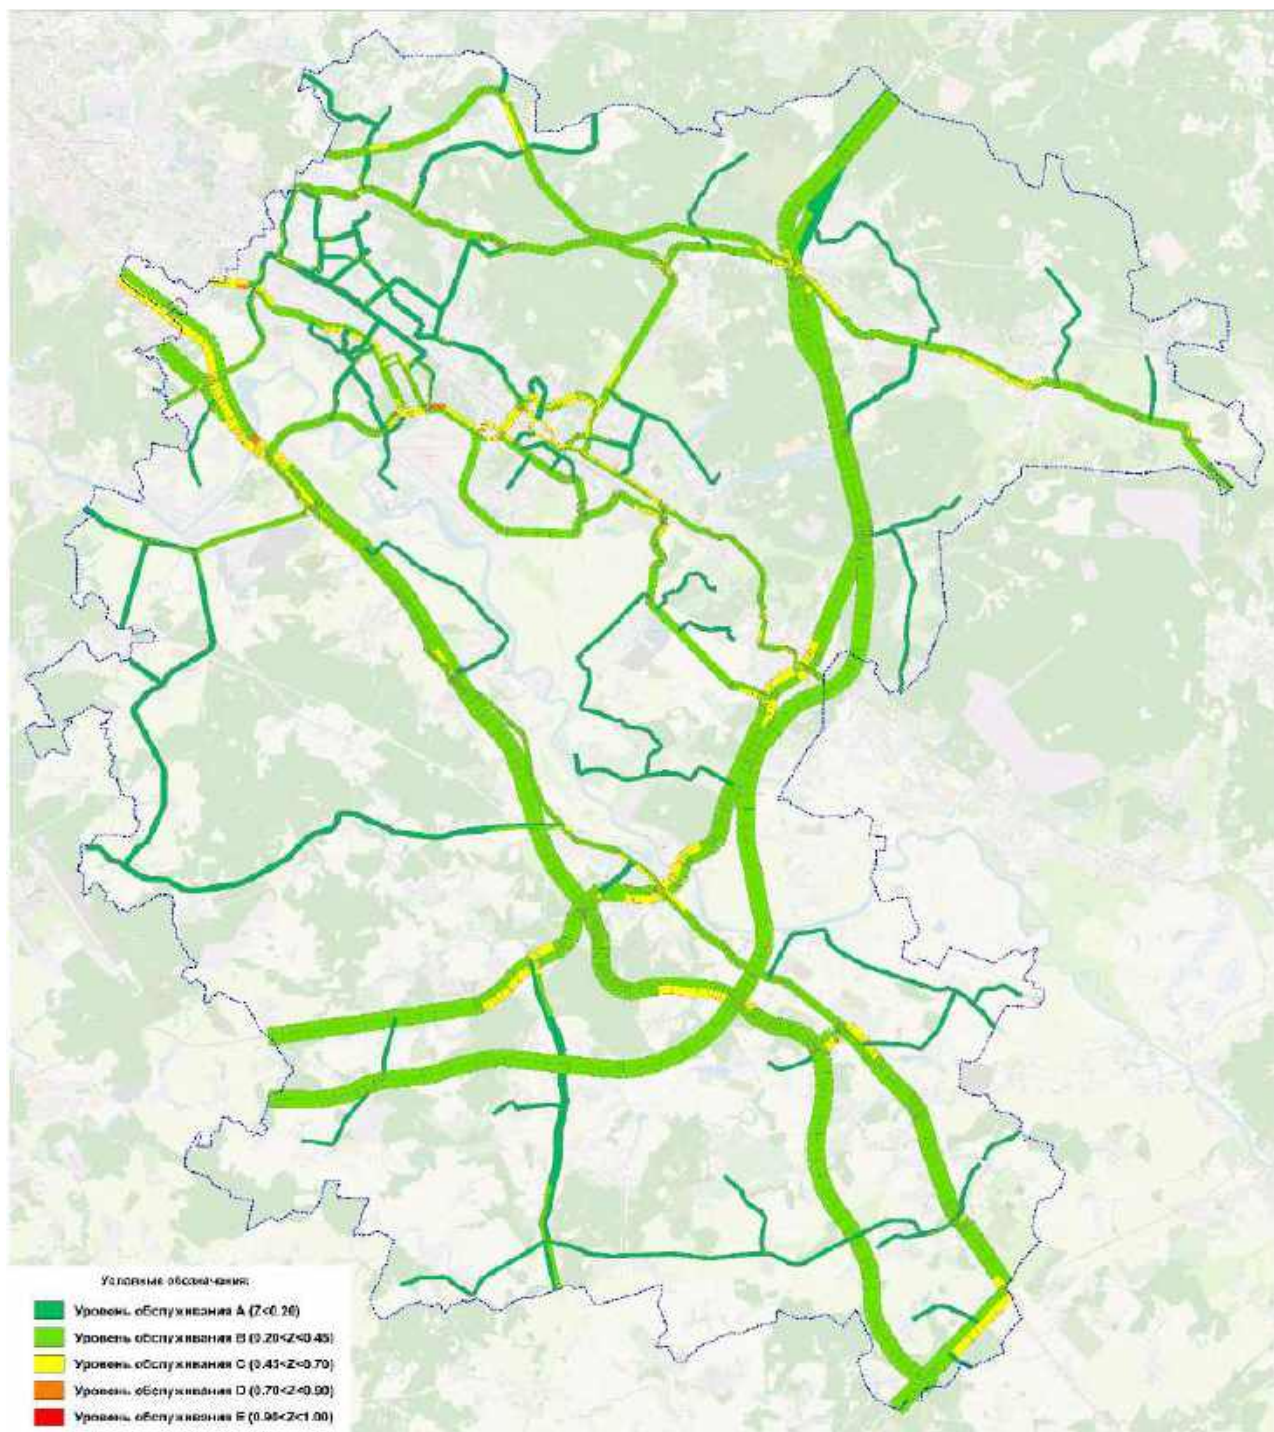 Условные обозначения:
Уровень обслуживания A (Z<0.20)
Уровень обслуживания B (0.20<Z<0.45)
Уровень обслуживания C (0.45<Z<0.70)
Уровень обслуживания D (0.70<Z<0.90)
Уровень обслуживания E (0.90<Z<1.00)